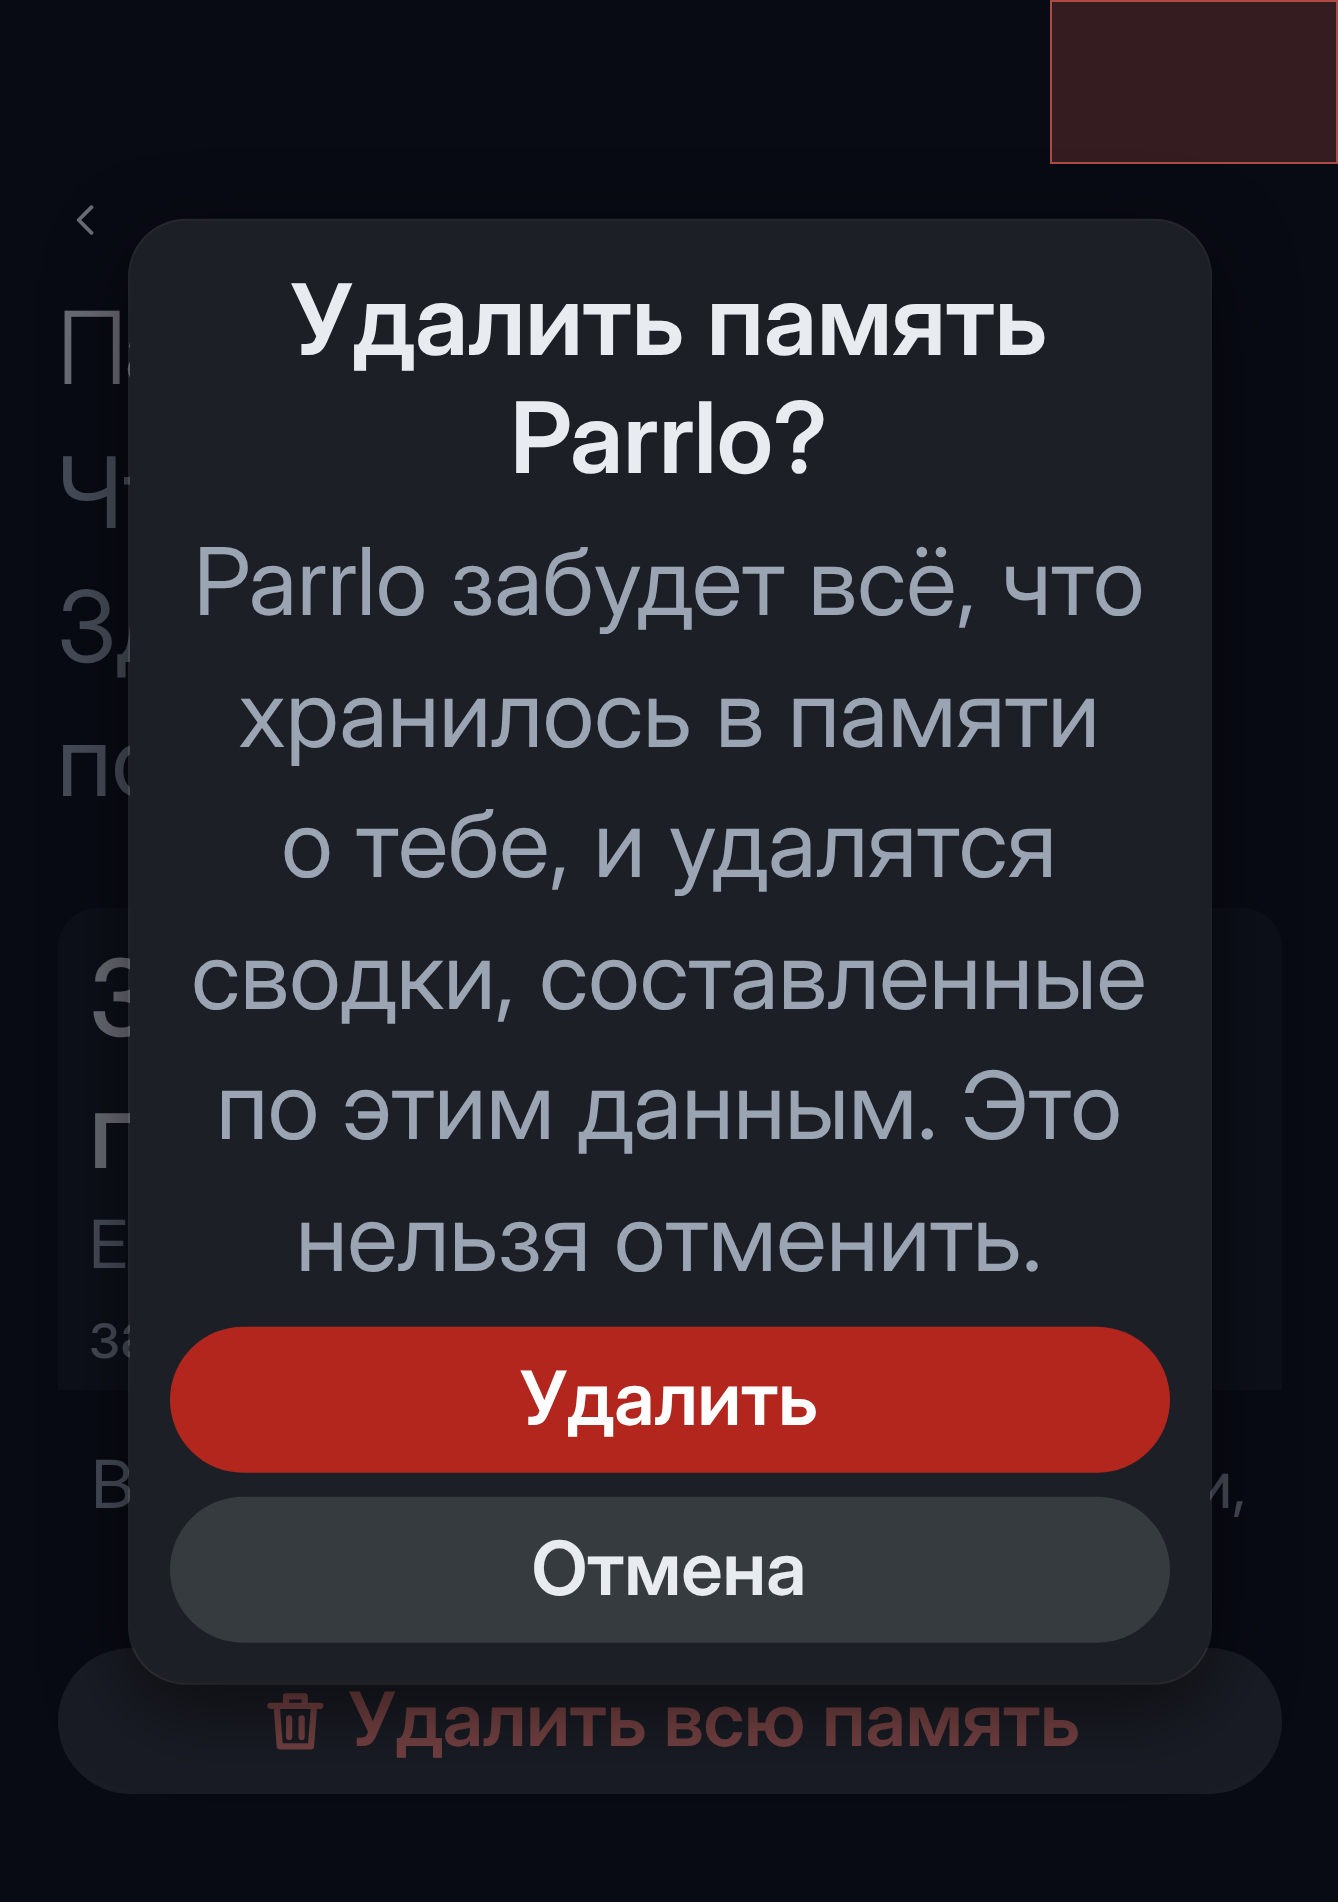 Удалить память
Parrlo?
Parrlo забудет всё, что
хранилось в памяти
о тебе, и удалятся
сводки, составленные
по этим данным. Это
нельзя отменить.
Удалить
Отмена
Удалить всю память